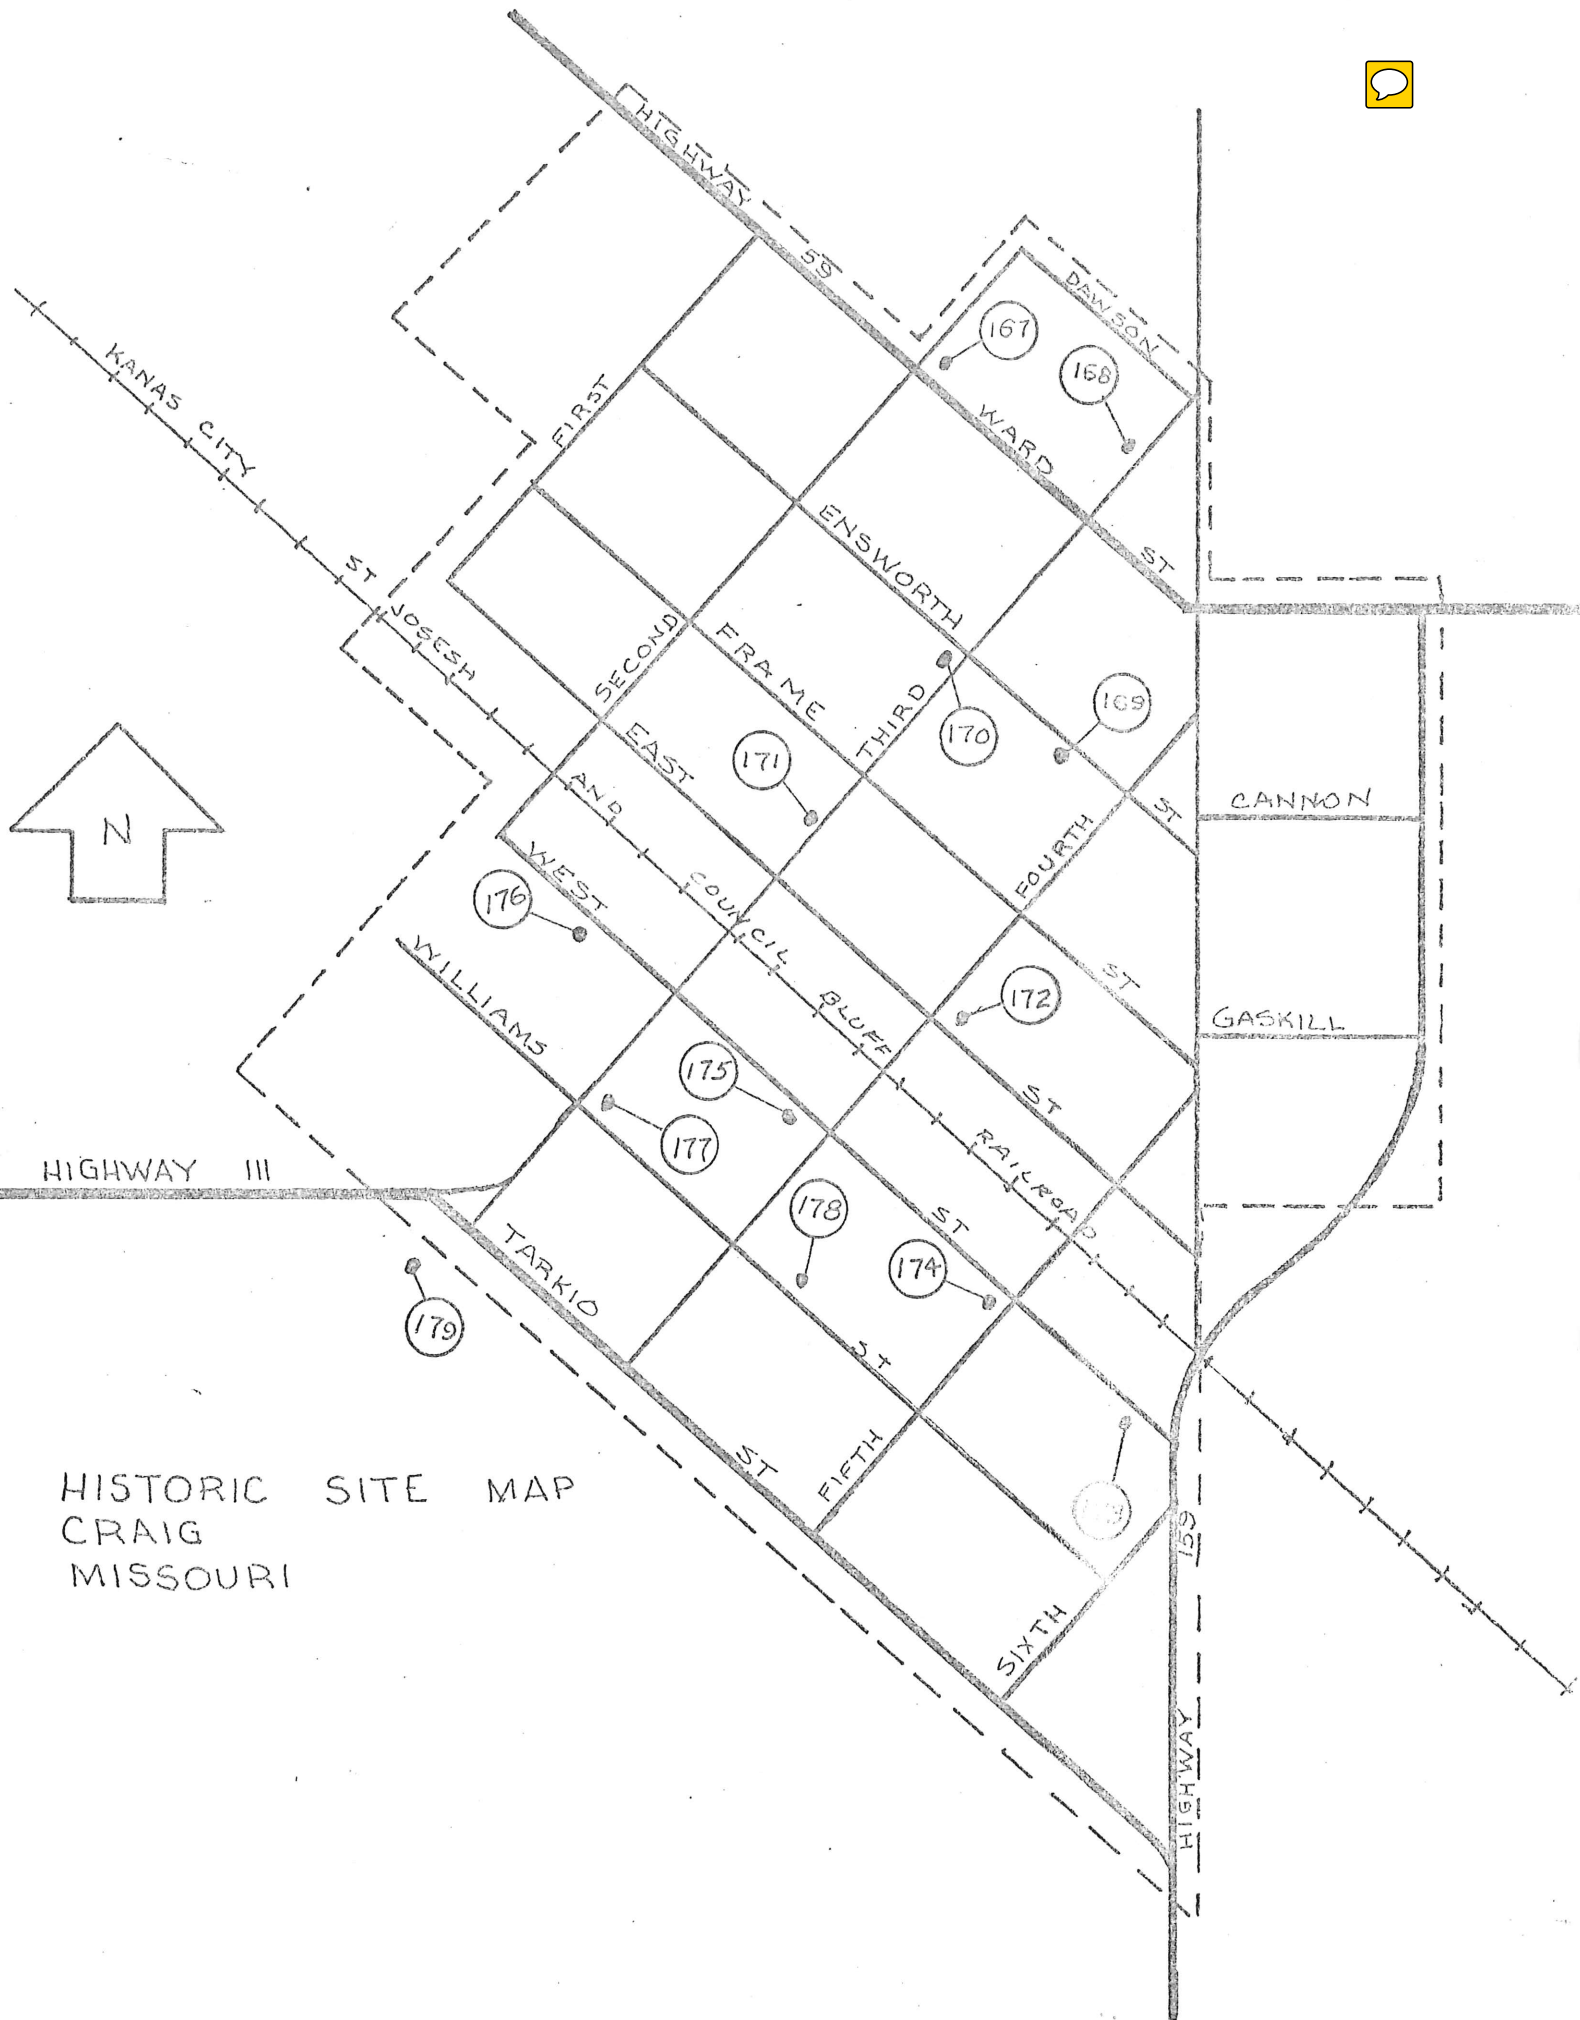 HIGHWAY 59
DAWSON
167
168
WARD ST
KANAS CITY ST JOSESH AND COUNCIL BLUFF RAILROAD
FIRST
ENSWORTH ST
SECOND
FRAME ST
THIRD
170
169
171
EAST ST
CANNON
N
FOURTH
WEST ST
176
WILLIAMS ST
172
GASKILL
175
177
HIGHWAY 111
178
174
TARKIO ST
179
FIFTH
HISTORIC SITE MAP
CRAIG
MISSOURI
SIXTH
HIGHWAY 159